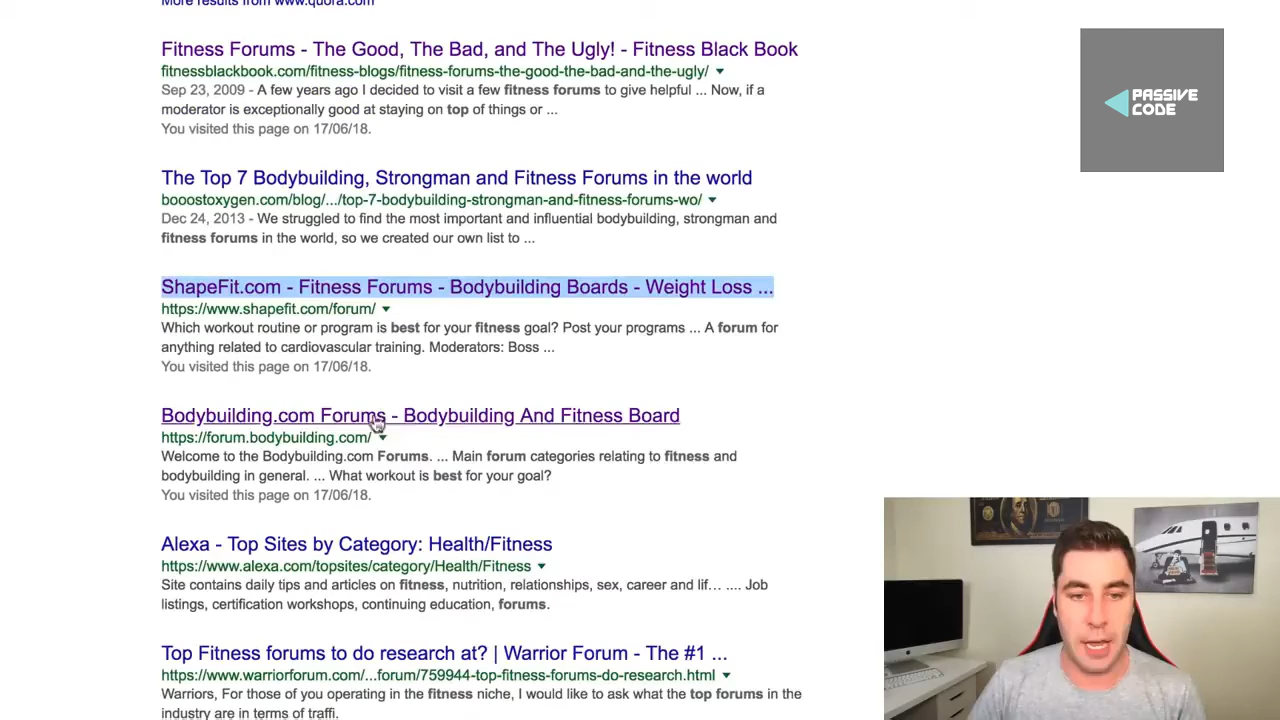 More results from www.quora.com
Fitness Forums - The Good, The Bad, and The Ugly! - Fitness Black Book
fitnessblackbook.com/fitness-blogs/fitness-forums-the-good-the-bad-and-the-ugly/
Sep 23, 2009 - A few years ago I decided to visit a few fitness forums to give helpful ... Now, if a
moderator is exceptionally good at staying on top of things or ...
You visited this page on 17/06/18.
The Top 7 Bodybuilding, Strongman and Fitness Forums in the world
booostoxygen.com/blog/.../top-7-bodybuilding-strongman-and-fitness-forums-wo/
Dec 24, 2013 - We struggled to find the most important and influential bodybuilding, strongman and
fitness forums in the world, so we created our own list to ...
ShapeFit.com - Fitness Forums - Bodybuilding Boards - Weight Loss ...
https://www.shapefit.com/forum/
Which workout routine or program is best for your fitness goal? Post your programs ... A forum for
anything related to cardiovascular training. Moderators: Boss ...
You visited this page on 17/06/18.
Bodybuilding.com Forums - Bodybuilding And Fitness Board
https://forum.bodybuilding.com/
Welcome to the Bodybuilding.com Forums. ... Main forum categories relating to fitness and
bodybuilding in general. ... What workout is best for your goal?
You visited this page on 17/06/18.
Alexa - Top Sites by Category: Health/Fitness
https://www.alexa.com/topsites/category/Health/Fitness
Site contains daily tips and articles on fitness, nutrition, relationships, sex, career and lif... .... Job
listings, certification workshops, continuing education, forums.
Top Fitness forums to do research at? | Warrior Forum - The #1 ...
https://www.warriorforum.com/...forum/759944-top-fitness-forums-do-research.html
Warriors, For those of you operating in the fitness niche, I would like to ask what the top forums in the
industry are in terms of traffi.
PASSIVE
CODE